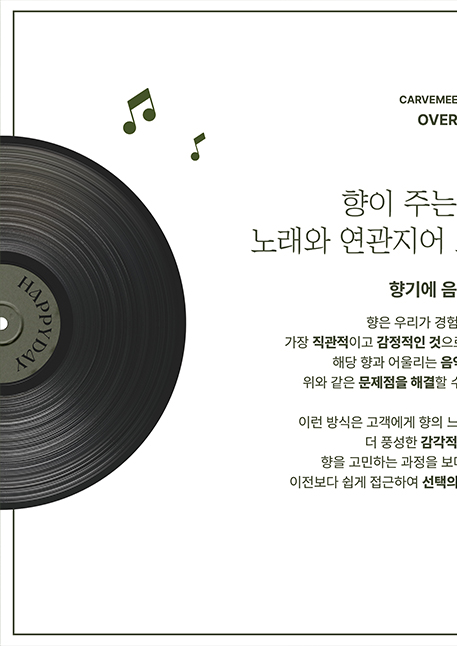 CARVEMEE
OVER
향이 주는
노래와 연관지어
향기에 음
향은 우리가 경험
가장 직관적이고 감정적인 것으로
해당 향과 어울리는 음악
위와 같은 문제점을 해결할 수
이런 방식은 고객에게 향의 느
더 풍성한 감각적
향을 고민하는 과정을 보다
이전보다 쉽게 접근하여 선택의
HAPPYDAY